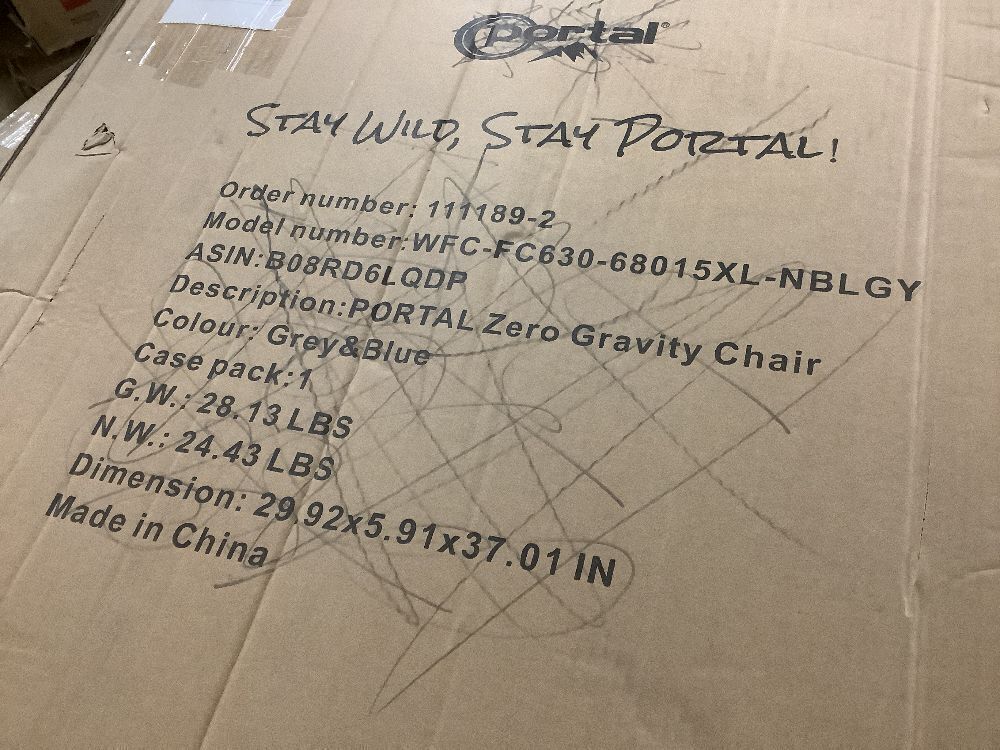 portal®
STAY WILD, STAY PORTAL!
Order number: 111189-2
Model number:WFC-FC630-68015XL-NBLGY
ASIN:B08RD6LQDP
Description:PORTAL Zero Gravity Chair
Colour: Grey&Blue
Case pack:1
G.W.: 28.13 LBS
N.W.: 24.43 LBS
Dimension: 29.92x5.91x37.01 IN
Made in China